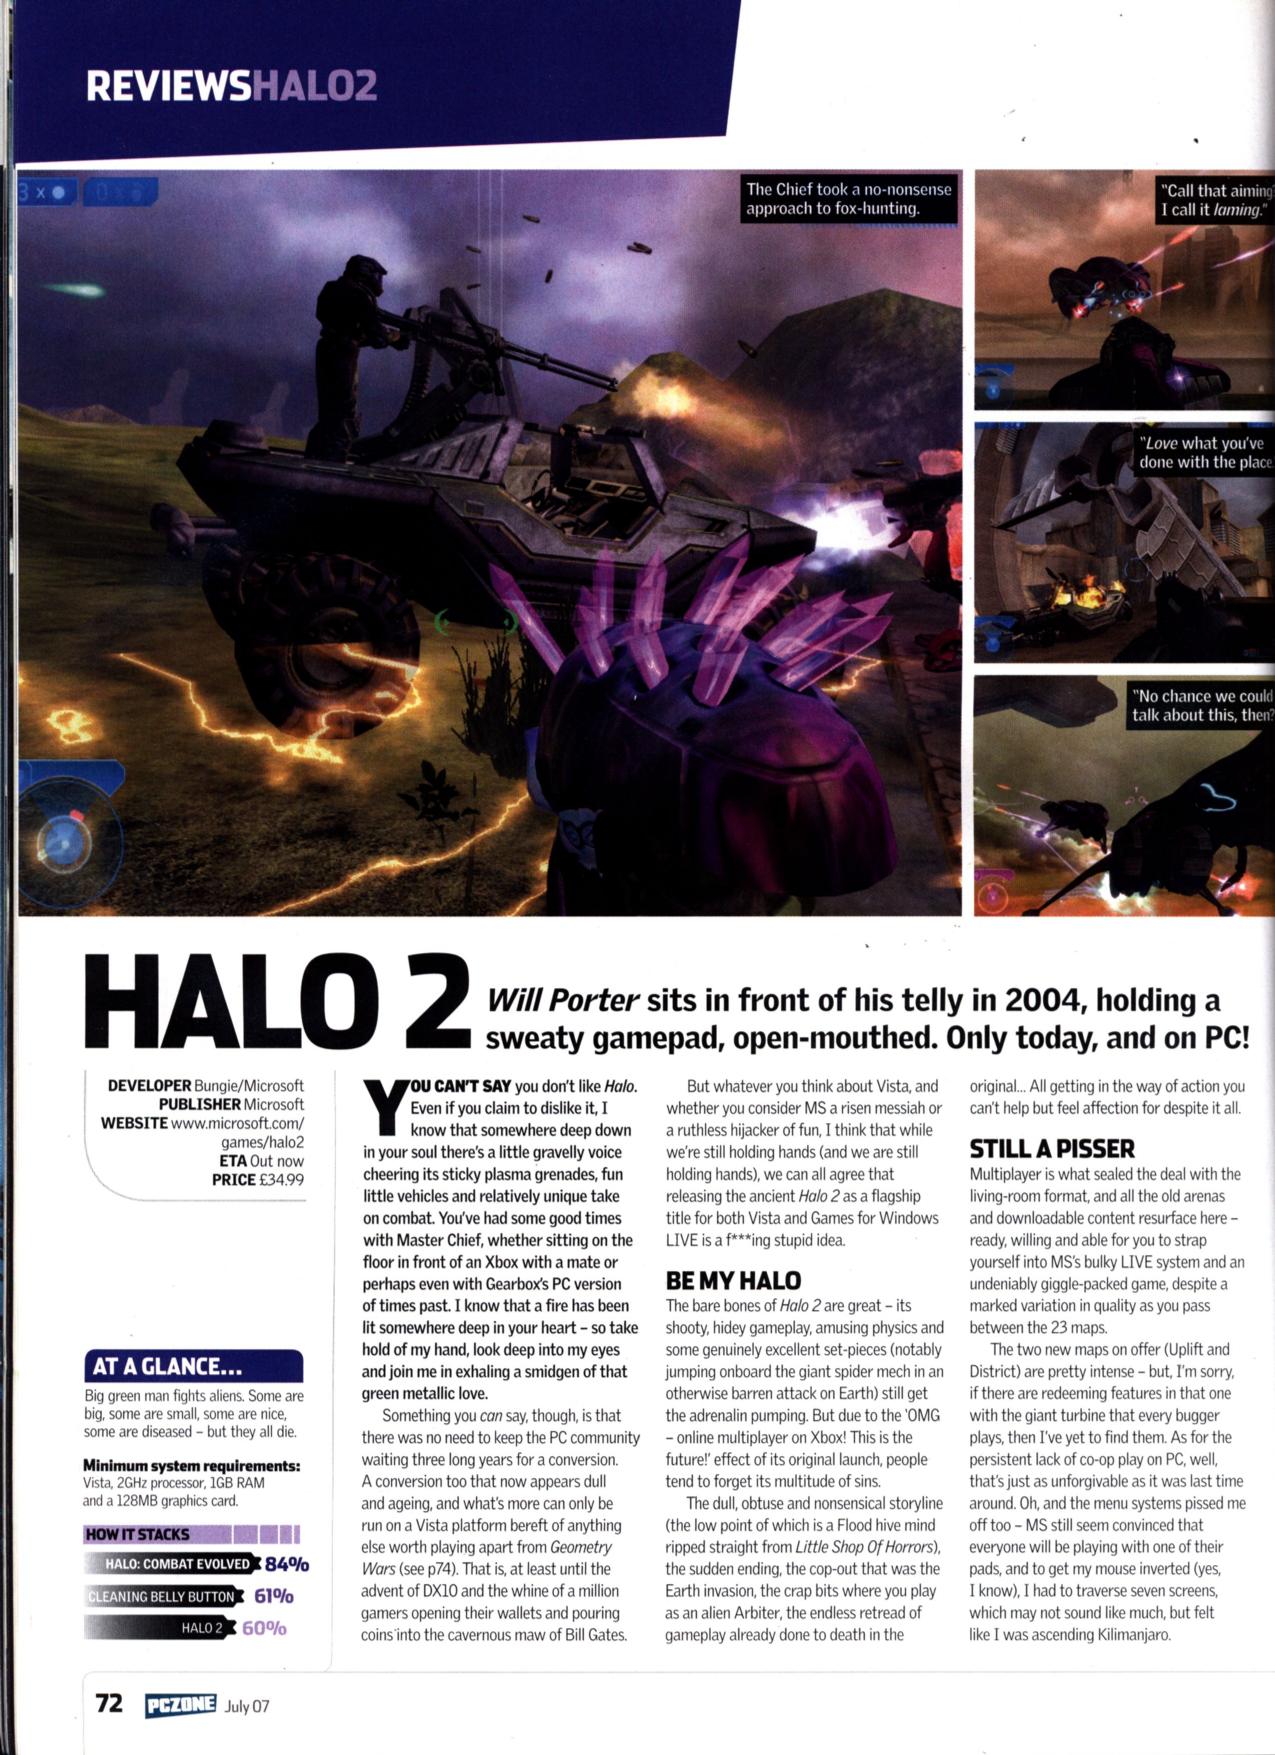 REVIEWSHALO2
3 x
0 x
The Chief took a no-nonsense
approach to fox-hunting.
"Call that aiming?
I call it laming."
"Love what you've
done with the place.
"No chance we could
talk about this, then?
HALO 2
Will Porter sits in front of his telly in 2004, holding a
sweaty gamepad, open-mouthed. Only today, and on PC!
DEVELOPER Bungie/Microsoft
PUBLISHER Microsoft
WEBSITE www.microsoft.com/
games/halo2
ETA Out now
PRICE £34.99
AT A GLANCE...
Big green man fights aliens. Some are
big, some are small, some are nice,
some are diseased – but they all die.
Minimum system requirements:
Vista, 2GHz processor, 1GB RAM
and a 128MB graphics card.
HOW IT STACKS
HALO: COMBAT EVOLVED 84%
CLEANING BELLY BUTTON 61%
HALO 2 60%
YOU CAN'T SAY you don't like Halo.
Even if you claim to dislike it, I
know that somewhere deep down
in your soul there's a little gravelly voice
cheering its sticky plasma grenades, fun
little vehicles and relatively unique take
on combat. You've had some good times
with Master Chief, whether sitting on the
floor in front of an Xbox with a mate or
perhaps even with Gearbox's PC version
of times past. I know that a fire has been
lit somewhere deep in your heart – so take
hold of my hand, look deep into my eyes
and join me in exhaling a smidgen of that
green metallic love.
Something you can say, though, is that
there was no need to keep the PC community
waiting three long years for a conversion.
A conversion too that now appears dull
and ageing, and what's more can only be
run on a Vista platform bereft of anything
else worth playing apart from Geometry
Wars (see p74). That is, at least until the
advent of DX10 and the whine of a million
gamers opening their wallets and pouring
coins into the cavernous maw of Bill Gates.
But whatever you think about Vista, and
whether you consider MS a risen messiah or
a ruthless hijacker of fun, I think that while
we're still holding hands (and we are still
holding hands), we can all agree that
releasing the ancient Halo 2 as a flagship
title for both Vista and Games for Windows
LIVE is a f***ing stupid idea.
BE MY HALO
The bare bones of Halo 2 are great – its
shooty, hidey gameplay, amusing physics and
some genuinely excellent set-pieces (notably
jumping onboard the giant spider mech in an
otherwise barren attack on Earth) still get
the adrenalin pumping. But due to the 'OMG
– online multiplayer on Xbox! This is the
future!' effect of its original launch, people
tend to forget its multitude of sins.
The dull, obtuse and nonsensical storyline
(the low point of which is a Flood hive mind
ripped straight from Little Shop Of Horrors),
the sudden ending, the cop-out that was the
Earth invasion, the crap bits where you play
as an alien Arbiter, the endless retread of
gameplay already done to death in the
original... All getting in the way of action you
can't help but feel affection for despite it all.
STILL A PISSER
Multiplayer is what sealed the deal with the
living-room format, and all the old arenas
and downloadable content resurface here –
ready, willing and able for you to strap
yourself into MS's bulky LIVE system and an
undeniably giggle-packed game, despite a
marked variation in quality as you pass
between the 23 maps.
The two new maps on offer (Uplift and
District) are pretty intense – but, I'm sorry,
if there are redeeming features in that one
with the giant turbine that every bugger
plays, then I've yet to find them. As for the
persistent lack of co-op play on PC, well,
that's just as unforgivable as it was last time
around. Oh, and the menu systems pissed me
off too – MS still seem convinced that
everyone will be playing with one of their
pads, and to get my mouse inverted (yes,
I know), I had to traverse seven screens,
which may not sound like much, but felt
like I was ascending Kilimanjaro.
72 PCZONE July 07